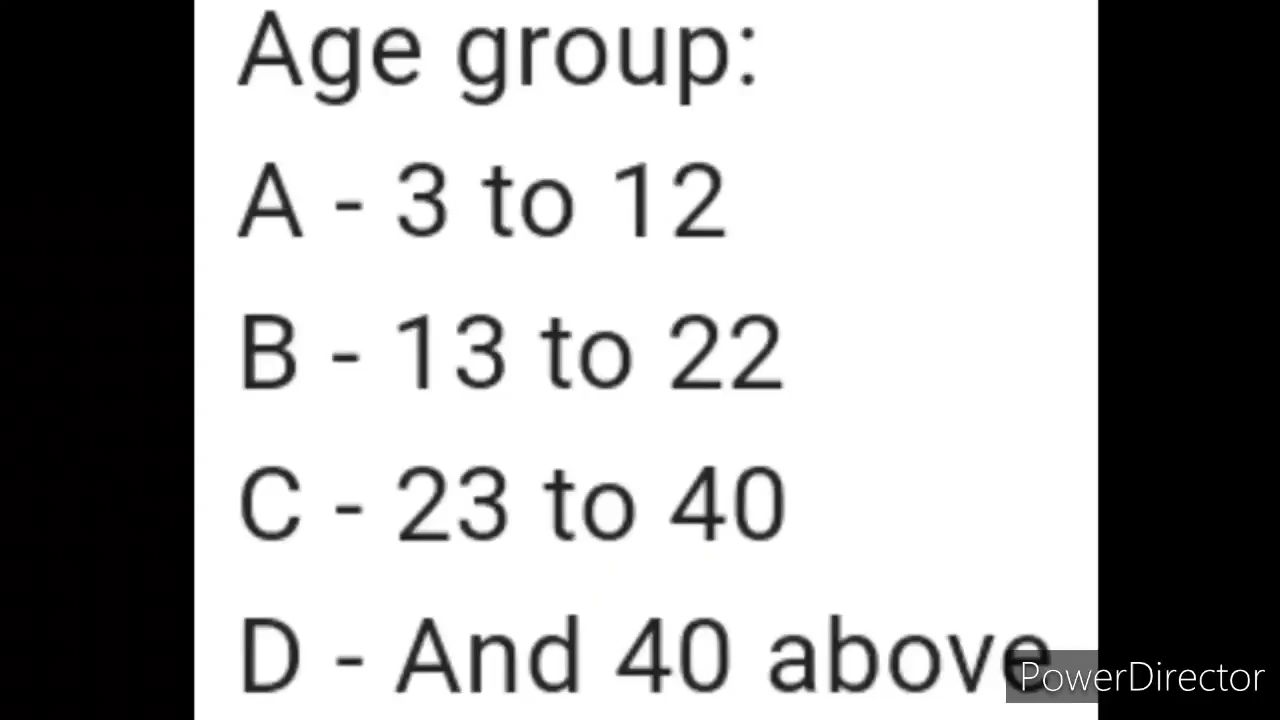 Age group:
A - 3 to 12
B - 13 to 22
C - 23 to 40
D - And 40 above
PowerDirector